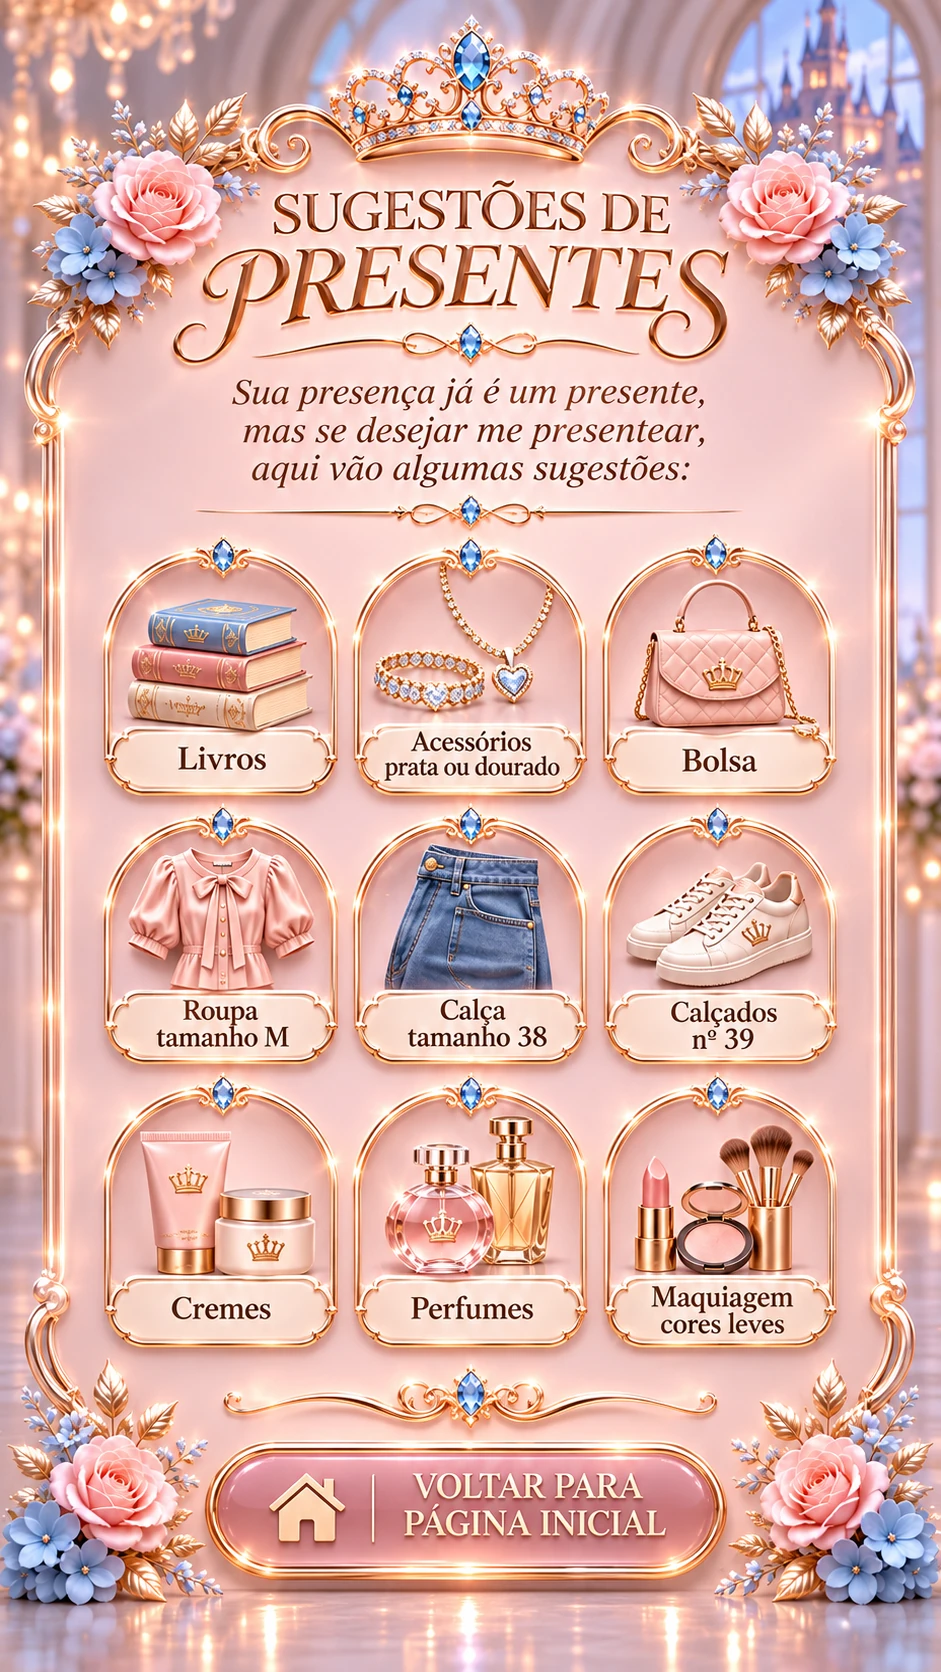 SUGESTÕES DE
PRESENTES
Sua presença já é um presente,
mas se desejar me presentear,
aqui vão algumas sugestões:
Livros
Acessórios
prata ou dourado
Bolsa
Roupa
tamanho M
Calça
tamanho 38
Calçados
nº 39
Cremes
Perfumes
Maquiagem
cores leves
VOLTAR PARA
PÁGINA INICIAL